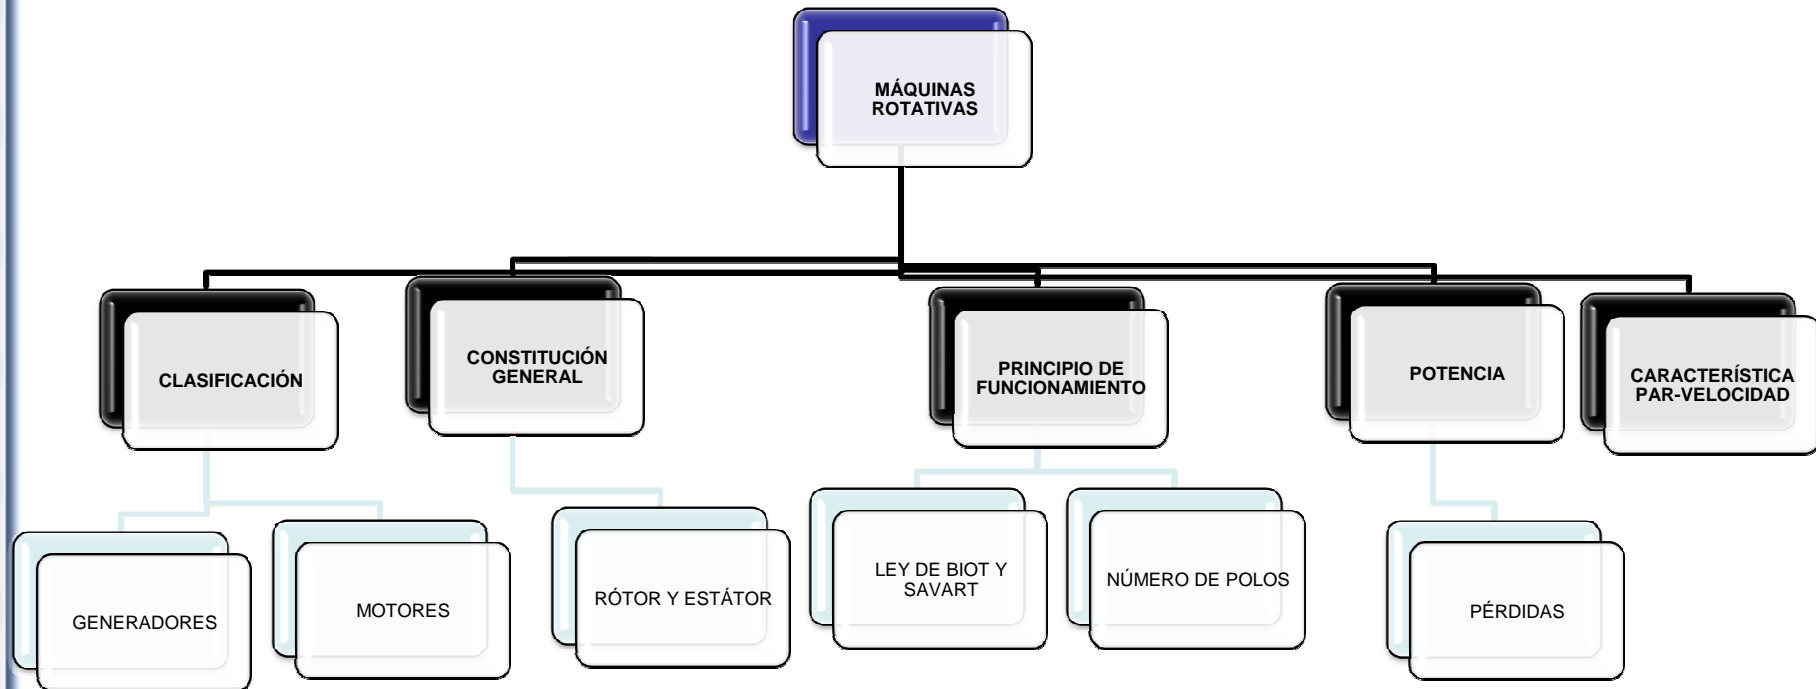 MÁQUINAS
ROTATIVAS
CLASIFICACIÓN
CONSTITUCIÓN
GENERAL
PRINCIPIO DE
FUNCIONAMIENTO
POTENCIA
CARACTERÍSTICA
PAR-VELOCIDAD
GENERADORES
MOTORES
RÓTOR Y ESTÁTOR
LEY DE BIOT Y
SAVART
NÚMERO DE POLOS
PÉRDIDAS